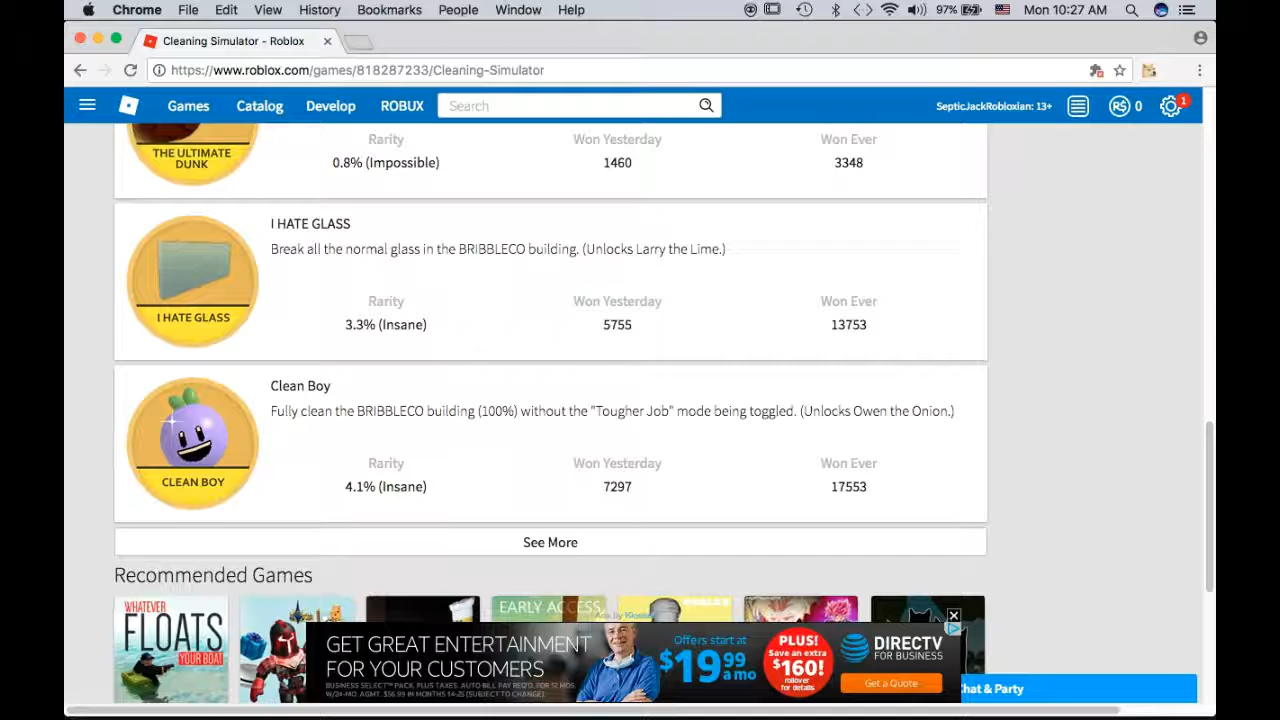 Chrome File Edit View History Bookmarks People Window Help 97% Mon 10:27 AM
Cleaning Simulator - Roblox
https://www.roblox.com/games/818287233/Cleaning-Simulator
Games Catalog Develop ROBUX Search SepticJackRobloxian: 13+ R$ 0 1
THE ULTIMATE
DUNK
Rarity Won Yesterday Won Ever
0.8% (Impossible) 1460 3348
I HATE GLASS
Break all the normal glass in the BRIBBLECO building. (Unlocks Larry the Lime.)
I HATE GLASS
Rarity Won Yesterday Won Ever
3.3% (Insane) 5755 13753
Clean Boy
Fully clean the BRIBBLECO building (100%) without the "Tougher Job" mode being toggled. (Unlocks Owen the Onion.)
CLEAN BOY
Rarity Won Yesterday Won Ever
4.1% (Insane) 7297 17553
See More
Recommended Games
WHATEVER
FLOATS
YOUR BOAT
EARLY ACCESS
GET GREAT ENTERTAINMENT
FOR YOUR CUSTOMERS
Offers start at
$19.99
a mo
PLUS!
Save an extra
$160!
rollover
for details
DIRECTV
FOR BUSINESS
Get a Quote
Chat & Party